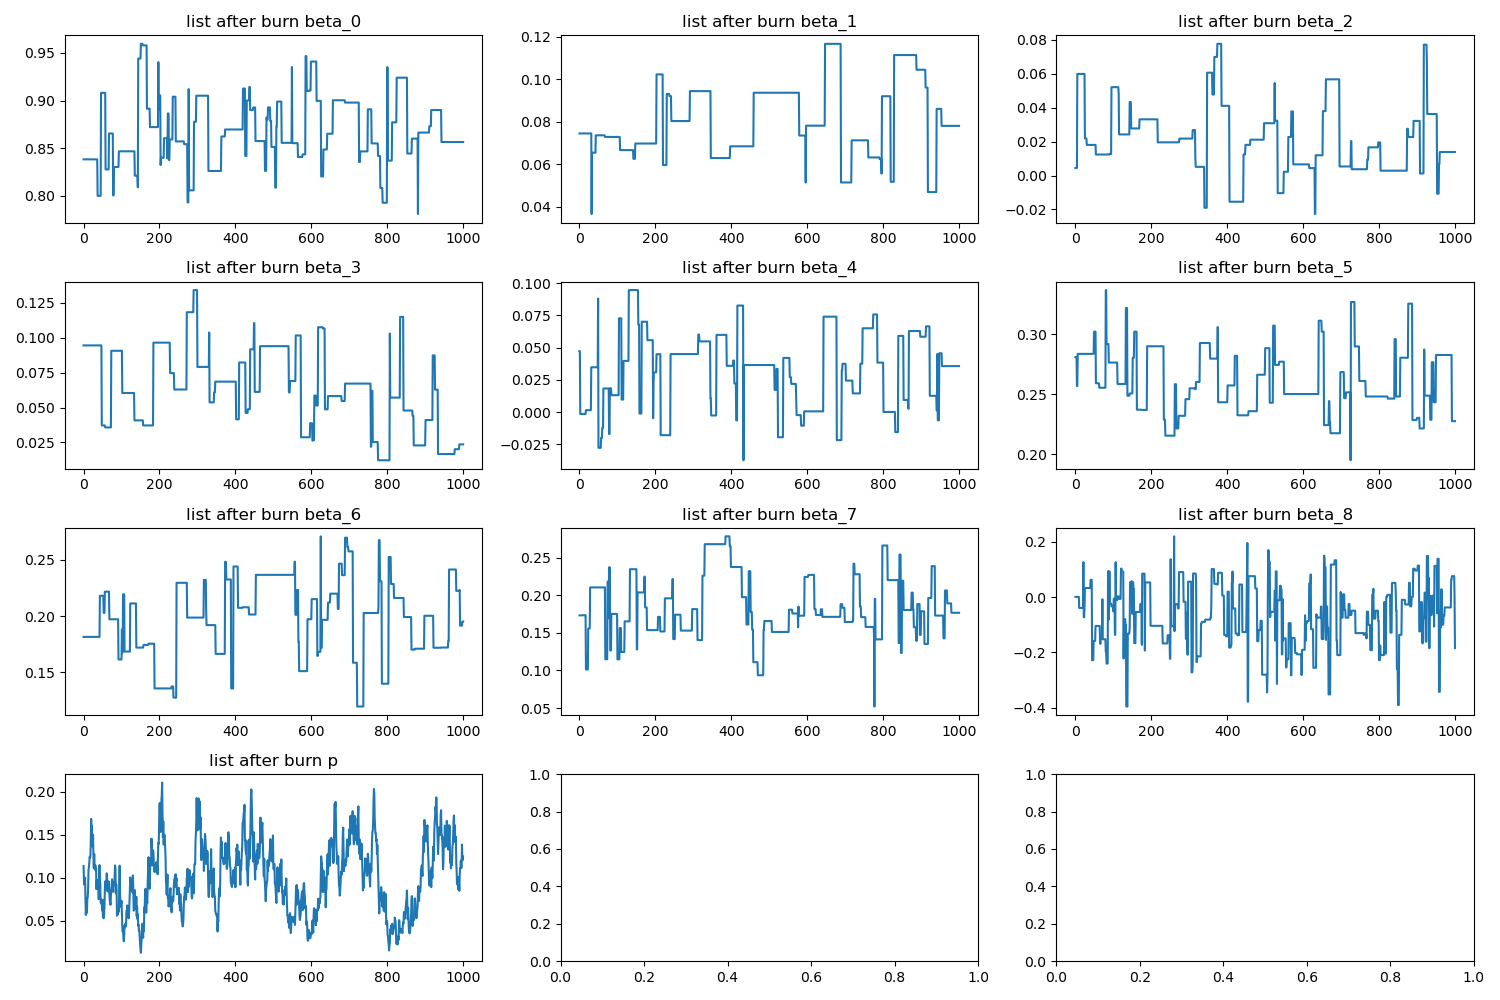 list after burn beta_0
list after burn beta_1
list after burn beta_2
0.95
0.90
0.85
0.80
0 200 400 600 800 1000
0.12
0.10
0.08
0.06
0.04
0 200 400 600 800 1000
0.08
0.06
0.04
0.02
0.00
−0.02
0 200 400 600 800 1000
list after burn beta_3
list after burn beta_4
list after burn beta_5
0.125
0.100
0.075
0.050
0.025
0 200 400 600 800 1000
0.100
0.075
0.050
0.025
0.000
−0.025
0 200 400 600 800 1000
0.30
0.25
0.20
0 200 400 600 800 1000
list after burn beta_6
list after burn beta_7
list after burn beta_8
0.25
0.20
0.15
0 200 400 600 800 1000
0.25
0.20
0.15
0.10
0.05
0 200 400 600 800 1000
0.2
0.0
−0.2
−0.4
0 200 400 600 800 1000
list after burn p
0.20
0.15
0.10
0.05
0 200 400 600 800 1000
1.0
0.8
0.6
0.4
0.2
0.0
0.0 0.2 0.4 0.6 0.8 1.0
1.0
0.8
0.6
0.4
0.2
0.0
0.0 0.2 0.4 0.6 0.8 1.0